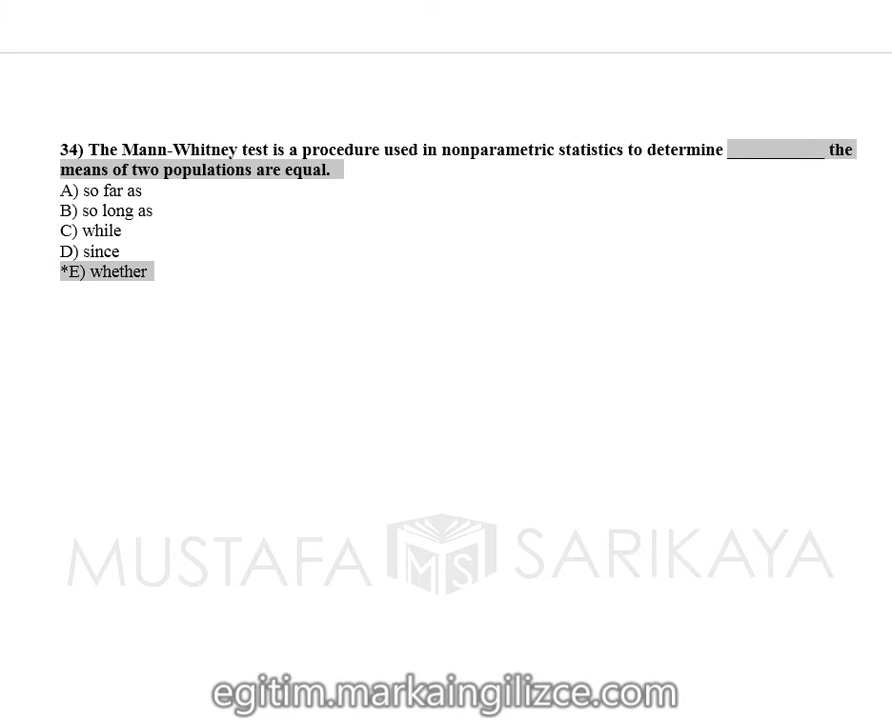 34) The Mann-Whitney test is a procedure used in nonparametric statistics to determine ___________ the
means of two populations are equal.
A) so far as
B) so long as
C) while
D) since
*E) whether
MUSTAFA MS SARIKAYA
egitim.markaingilizce.com